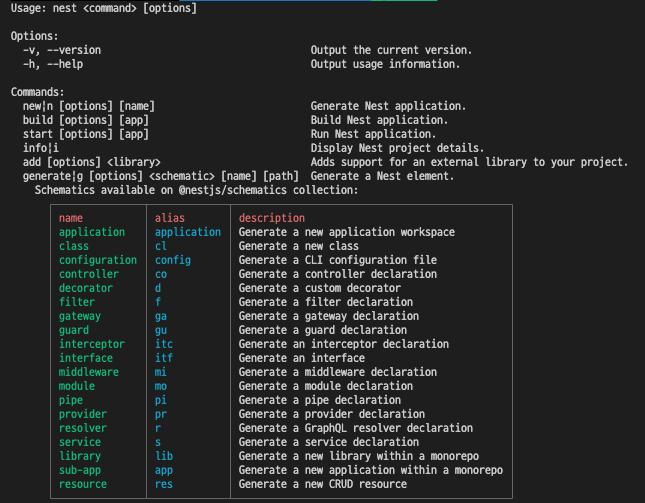 Usage: nest <command> [options]
Options:
-v, --version Output the current version.
-h, --help Output usage information.
Commands:
new¦n [options] [name] Generate Nest application.
build [options] [app] Build Nest application.
start [options] [app] Run Nest application.
info¦i Display Nest project details.
add [options] <library> Adds support for an external library to your project.
generate¦g [options] <schematic> [name] [path] Generate a Nest element.
Schematics available on @nestjs/schematics collection:
name alias description
application application Generate a new application workspace
class cl Generate a new class
configuration config Generate a CLI configuration file
controller co Generate a controller declaration
decorator d Generate a custom decorator
filter f Generate a filter declaration
gateway ga Generate a gateway declaration
guard gu Generate a guard declaration
interceptor itc Generate an interceptor declaration
interface itf Generate an interface
middleware mi Generate a middleware declaration
module mo Generate a module declaration
pipe pi Generate a pipe declaration
provider pr Generate a provider declaration
resolver r Generate a GraphQL resolver declaration
service s Generate a service declaration
library lib Generate a new library within a monorepo
sub-app app Generate a new application within a monorepo
resource res Generate a new CRUD resource